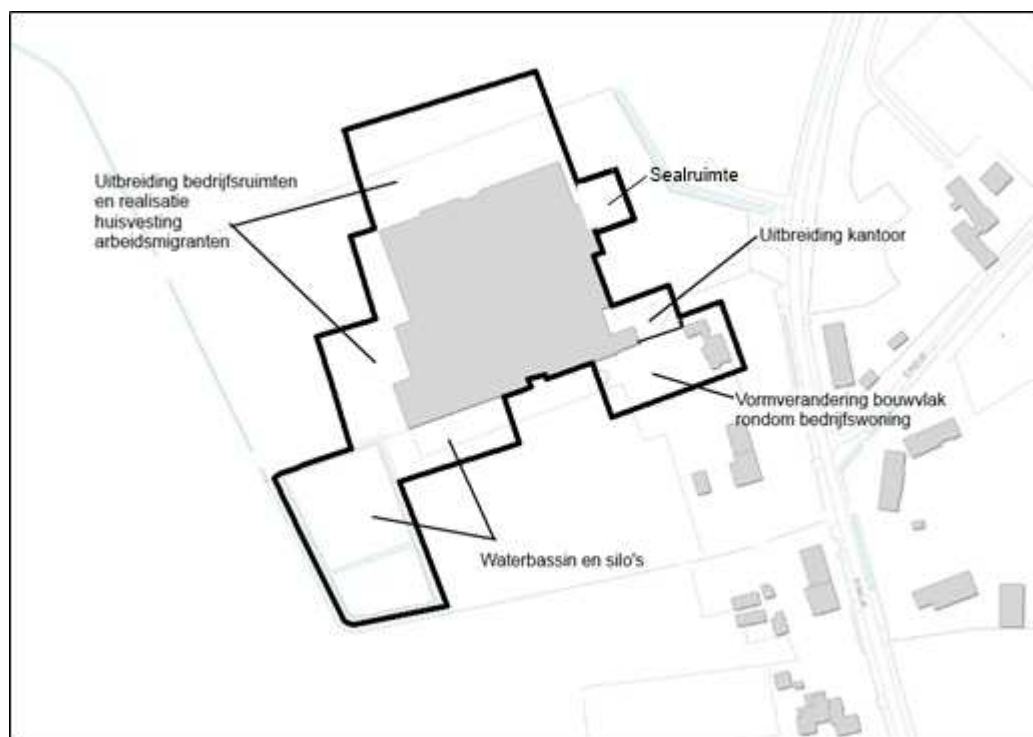 Uitbreiding bedrijfsruimten
en realisatie
huisvesting
arbeidsmigranten
Sealruimte
Uitbreiding kantoor
Vormverandering bouwvlak
rondom bedrijfswoning
Waterbassin en silo's